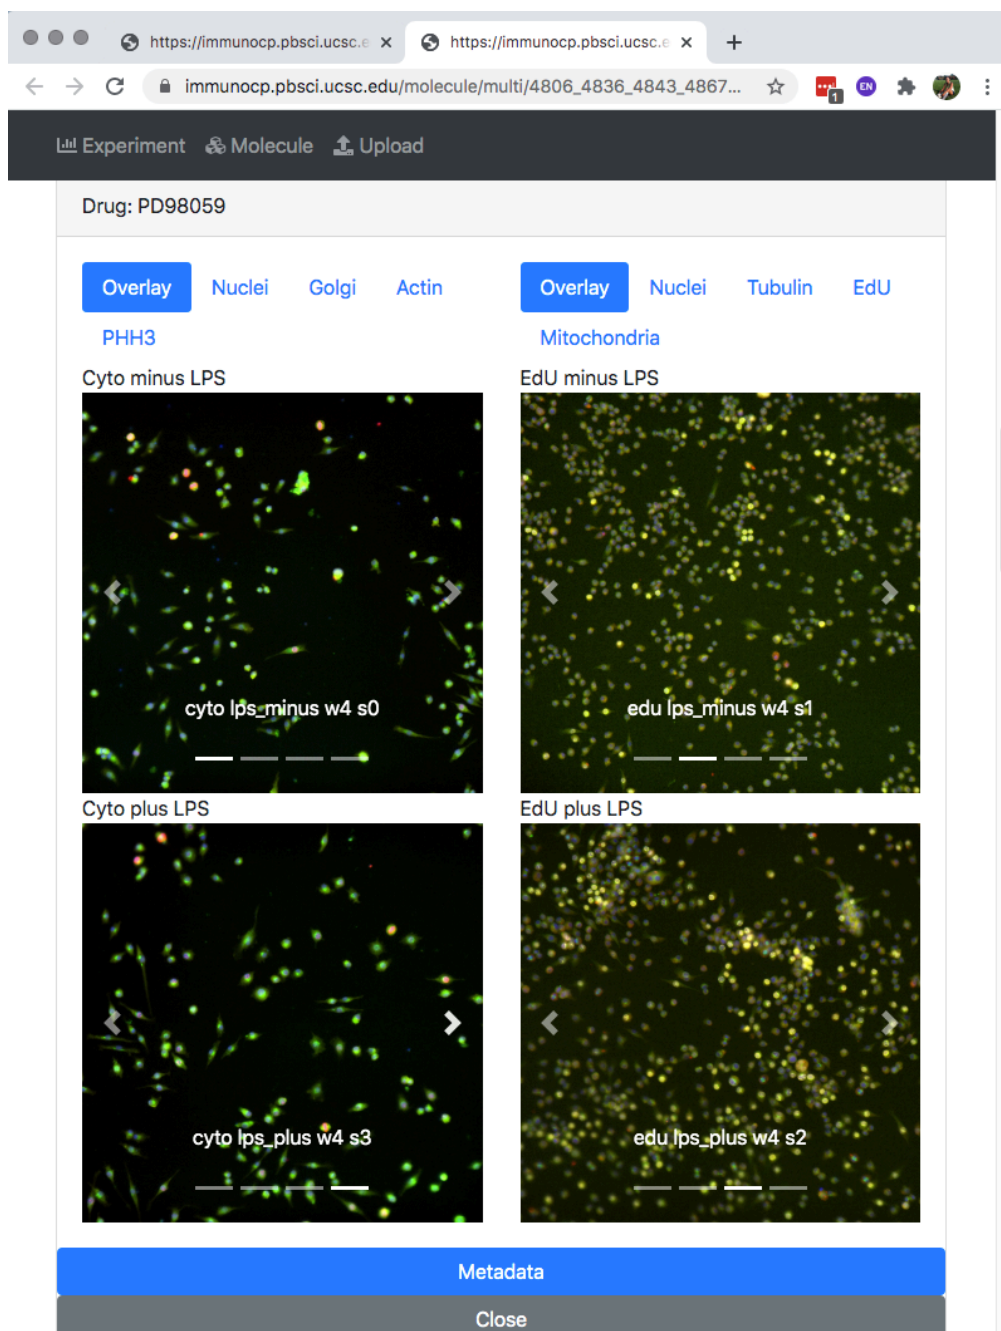 https://immunocp.pbsci.ucsc.e
https://immunocp.pbsci.ucsc.e
immunocp.pbsci.ucsc.edu/molecule/multi/4806_4836_4843_4867...
1
EN
Experiment Molecule Upload
Drug: PD98059
Overlay Nuclei Golgi Actin
PHH3
Overlay Nuclei Tubulin EdU
Mitochondria
Cyto minus LPS
cyto lps_minus w4 s0
EdU minus LPS
edu lps_minus w4 s1
Cyto plus LPS
cyto lps_plus w4 s3
EdU plus LPS
edu lps_plus w4 s2
Metadata
Close